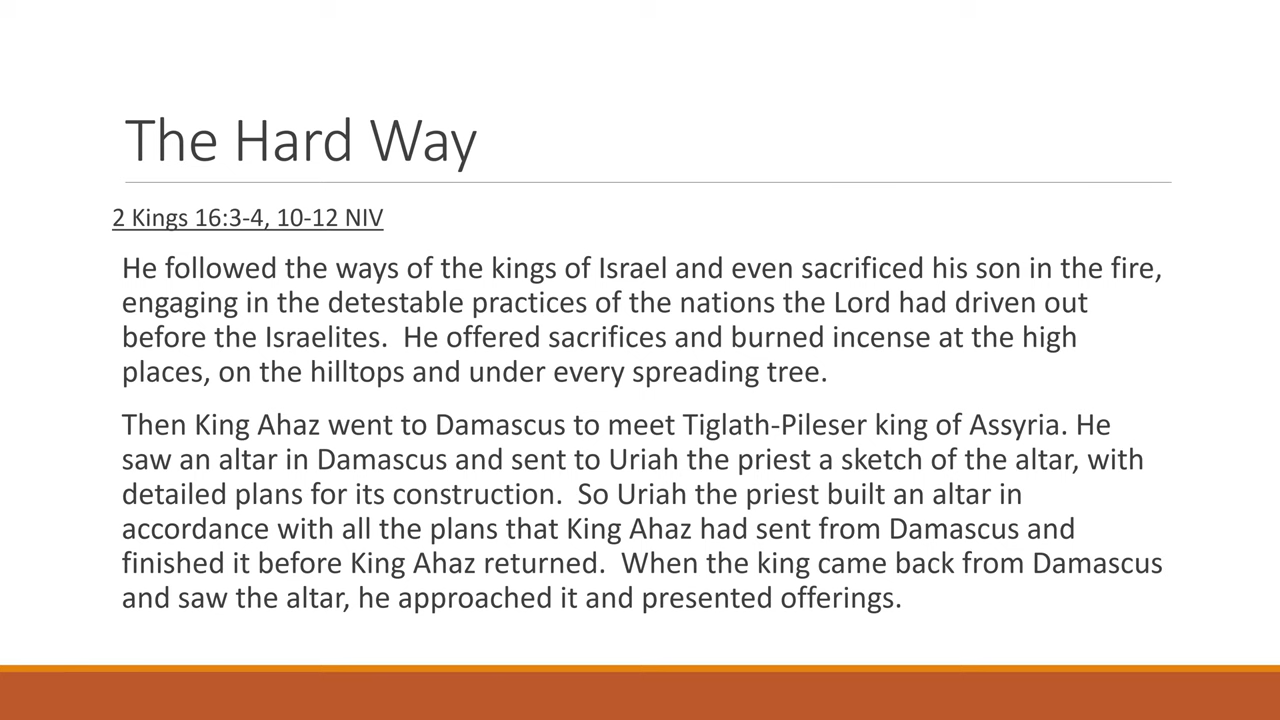 The Hard Way
2 Kings 16:3-4, 10-12 NIV
He followed the ways of the kings of Israel and even sacrificed his son in the fire,
engaging in the detestable practices of the nations the Lord had driven out
before the Israelites.  He offered sacrifices and burned incense at the high
places, on the hilltops and under every spreading tree.
Then King Ahaz went to Damascus to meet Tiglath-Pileser king of Assyria. He
saw an altar in Damascus and sent to Uriah the priest a sketch of the altar, with
detailed plans for its construction.  So Uriah the priest built an altar in
accordance with all the plans that King Ahaz had sent from Damascus and
finished it before King Ahaz returned.  When the king came back from Damascus
and saw the altar, he approached it and presented offerings.